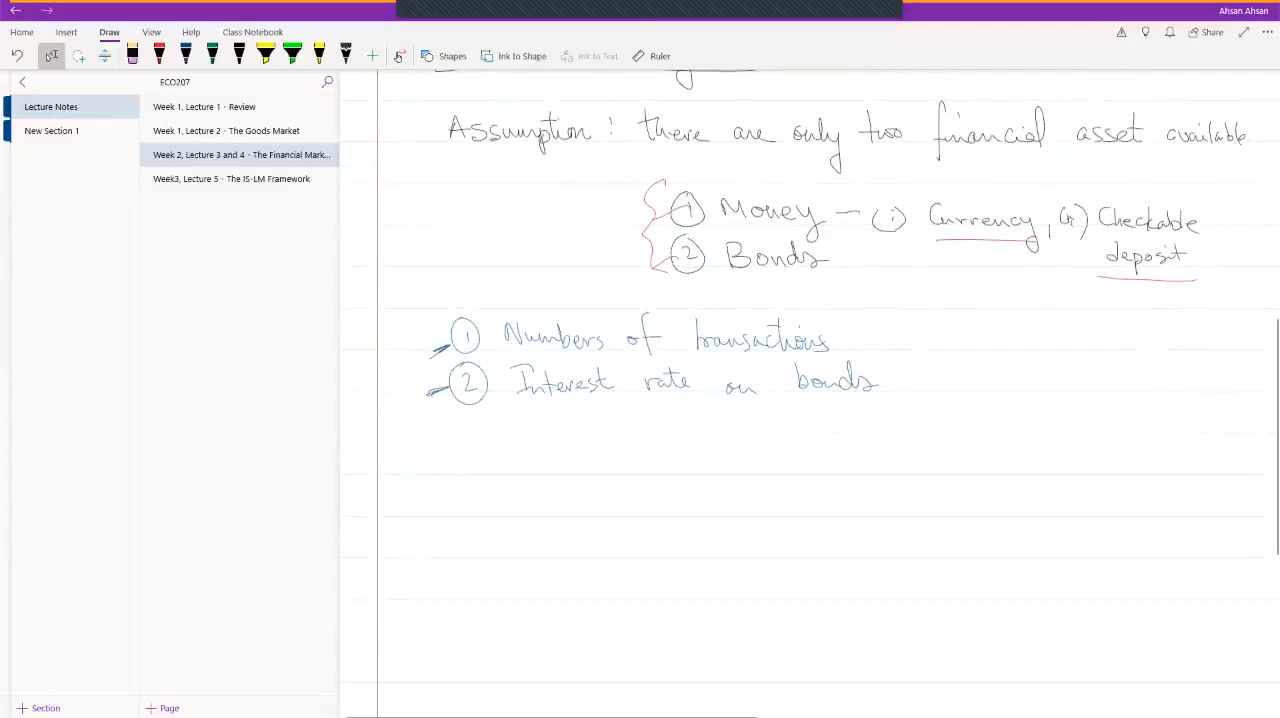 Ahsan Ahsan
Home Insert Draw View Help Class Notebook Share
Shapes Ink to Shape Ink to Text Ruler
ECO207
Lecture Notes
New Section 1
Week 1, Lecture 1 - Review
Week 1, Lecture 2 - The Goods Market
Week 2, Lecture 3 and 4 - The Financial Mark...
Week3, Lecture 5 - The IS-LM Framework
Assumption : there are only two financial asset available
① Money — (i) Currency, (ii) Checkable
deposit
② Bonds
① Numbers of transactions
② Interest rate on bonds
+ Section
+ Page